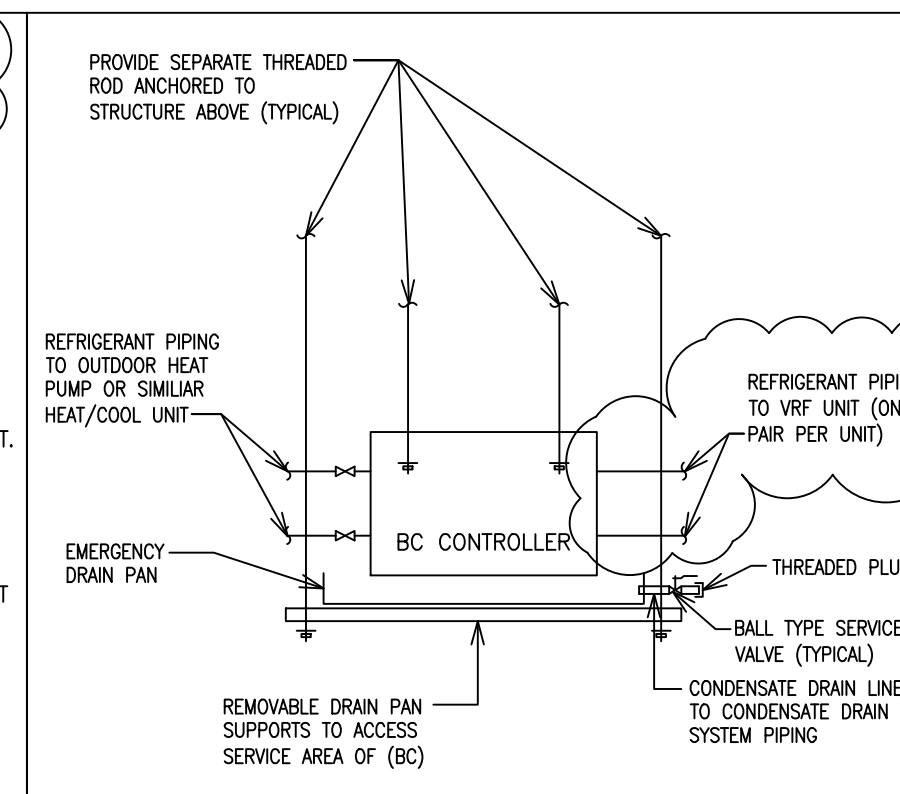 PROVIDE SEPARATE THREADED
ROD ANCHORED TO
STRUCTURE ABOVE (TYPICAL)
REFRIGERANT PIPING
TO OUTDOOR HEAT
PUMP OR SIMILIAR
HEAT/COOL UNIT
REFRIGERANT PIPI
TO VRF UNIT (ON
PAIR PER UNIT)
T.
BC CONTROLLER
EMERGENCY
DRAIN PAN
THREADED PLU
T
BALL TYPE SERVICE
VALVE (TYPICAL)
CONDENSATE DRAIN LINE
TO CONDENSATE DRAIN
SYSTEM PIPING
REMOVABLE DRAIN PAN
SUPPORTS TO ACCESS
SERVICE AREA OF (BC)